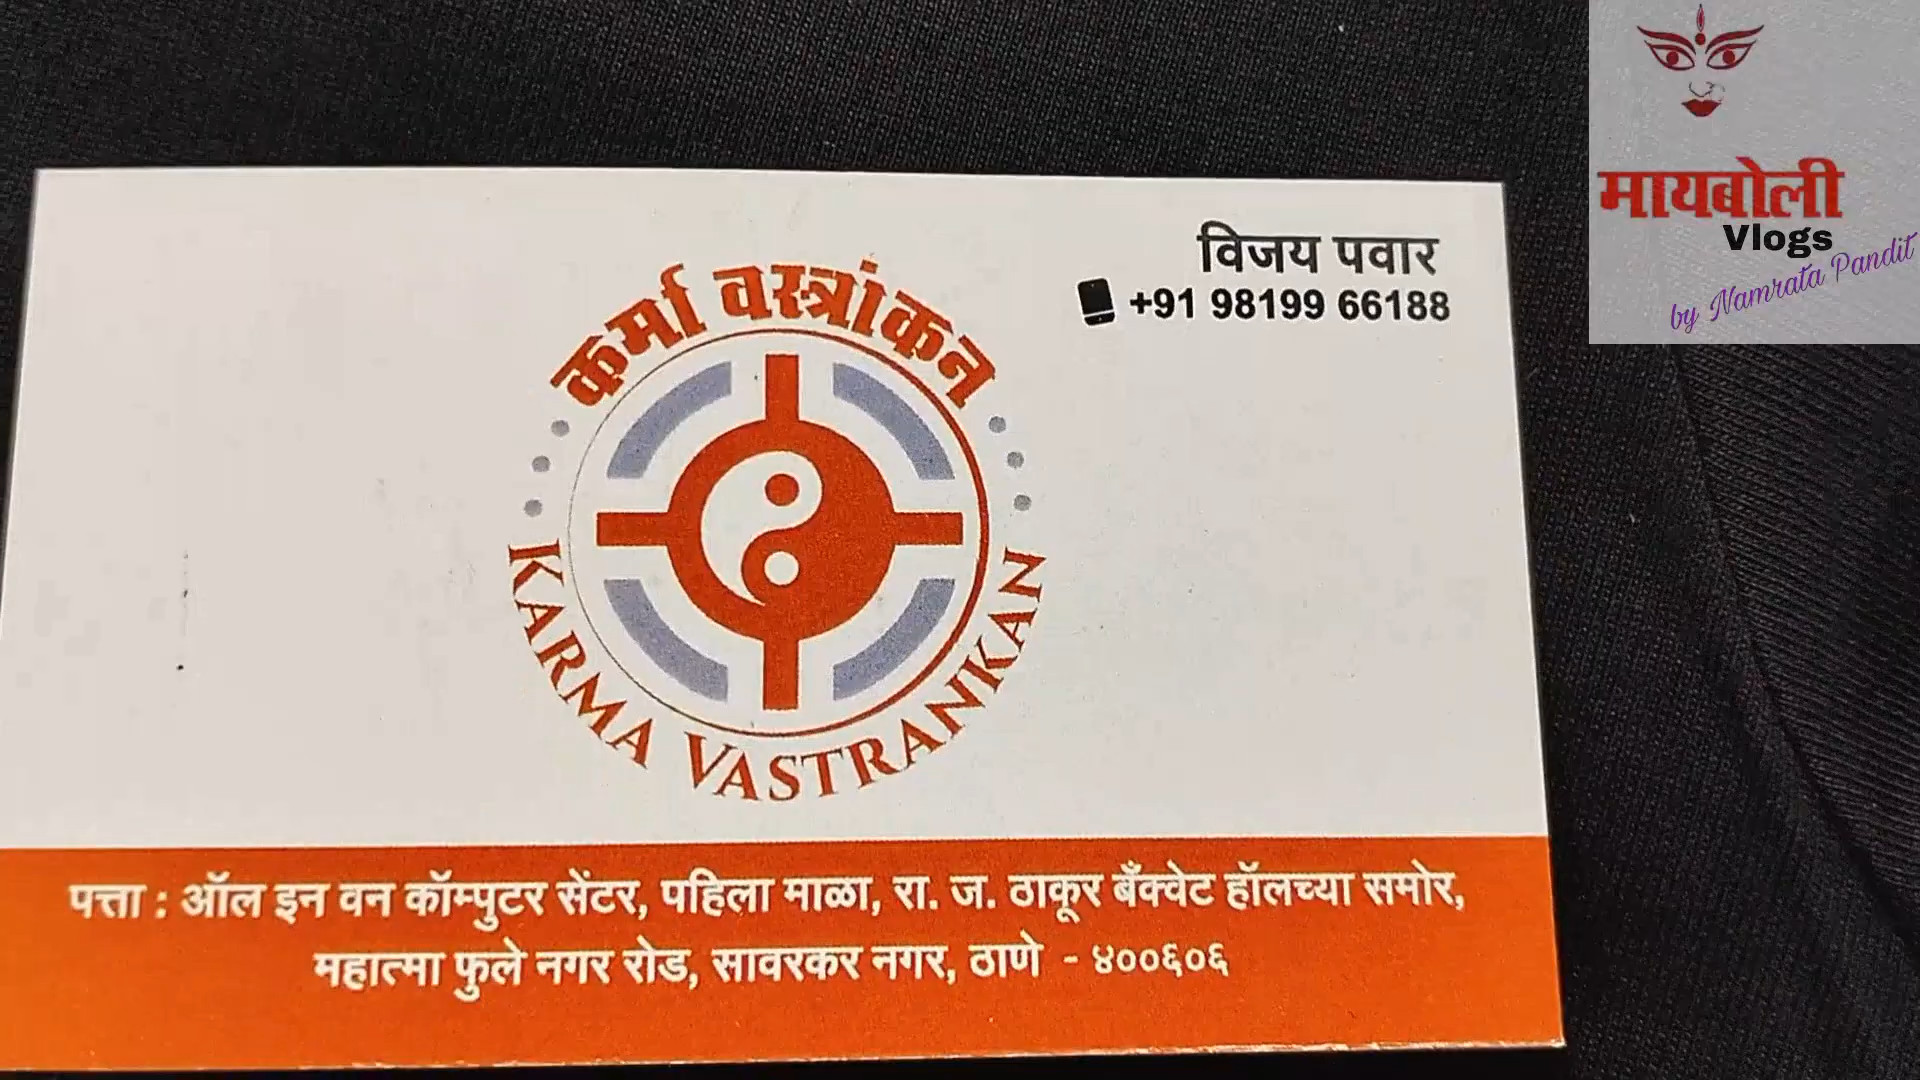 विजय पवार
+91 98199 66188
कर्मा वस्त्रांकन
KARMA VASTRANKAN
पत्ता : ऑल इन वन कॉम्पुटर सेंटर, पहिला माळा, रा. ज. ठाकूर बँक्वेट हॉलच्या समोर,
महात्मा फुले नगर रोड, सावरकर नगर, ठाणे - ४००६०६
मायबोली
Vlogs
by Namrata Pandit